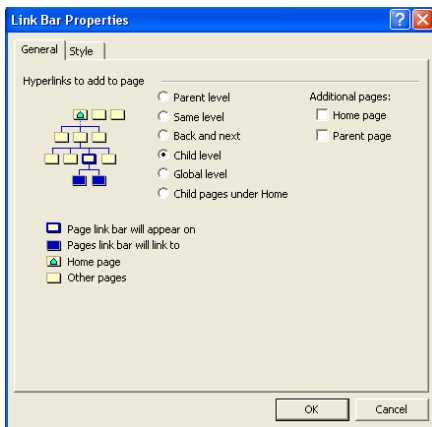 Link Bar Properties
General
Style
Hyperlinks to add to page
Parent level
Same level
Back and next
Child level
Global level
Child pages under Home
Additional pages:
Home page
Parent page
Page link bar will appear on
Pages link bar will link to
Home page
Other pages
OK
Cancel